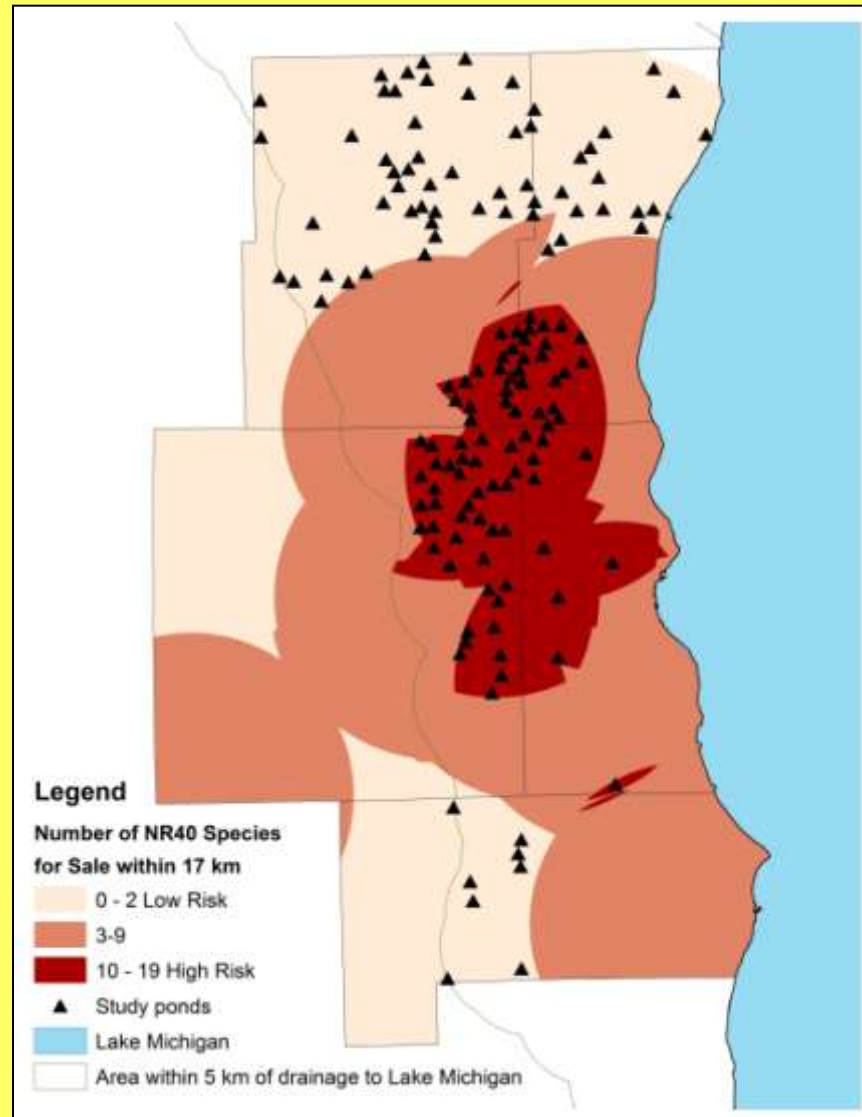 Legend
Number of NR40 Species
for Sale within 17 km
0 - 2 Low Risk
3-9
10 - 19 High Risk
Study ponds
Lake Michigan
Area within 5 km of drainage to Lake Michigan